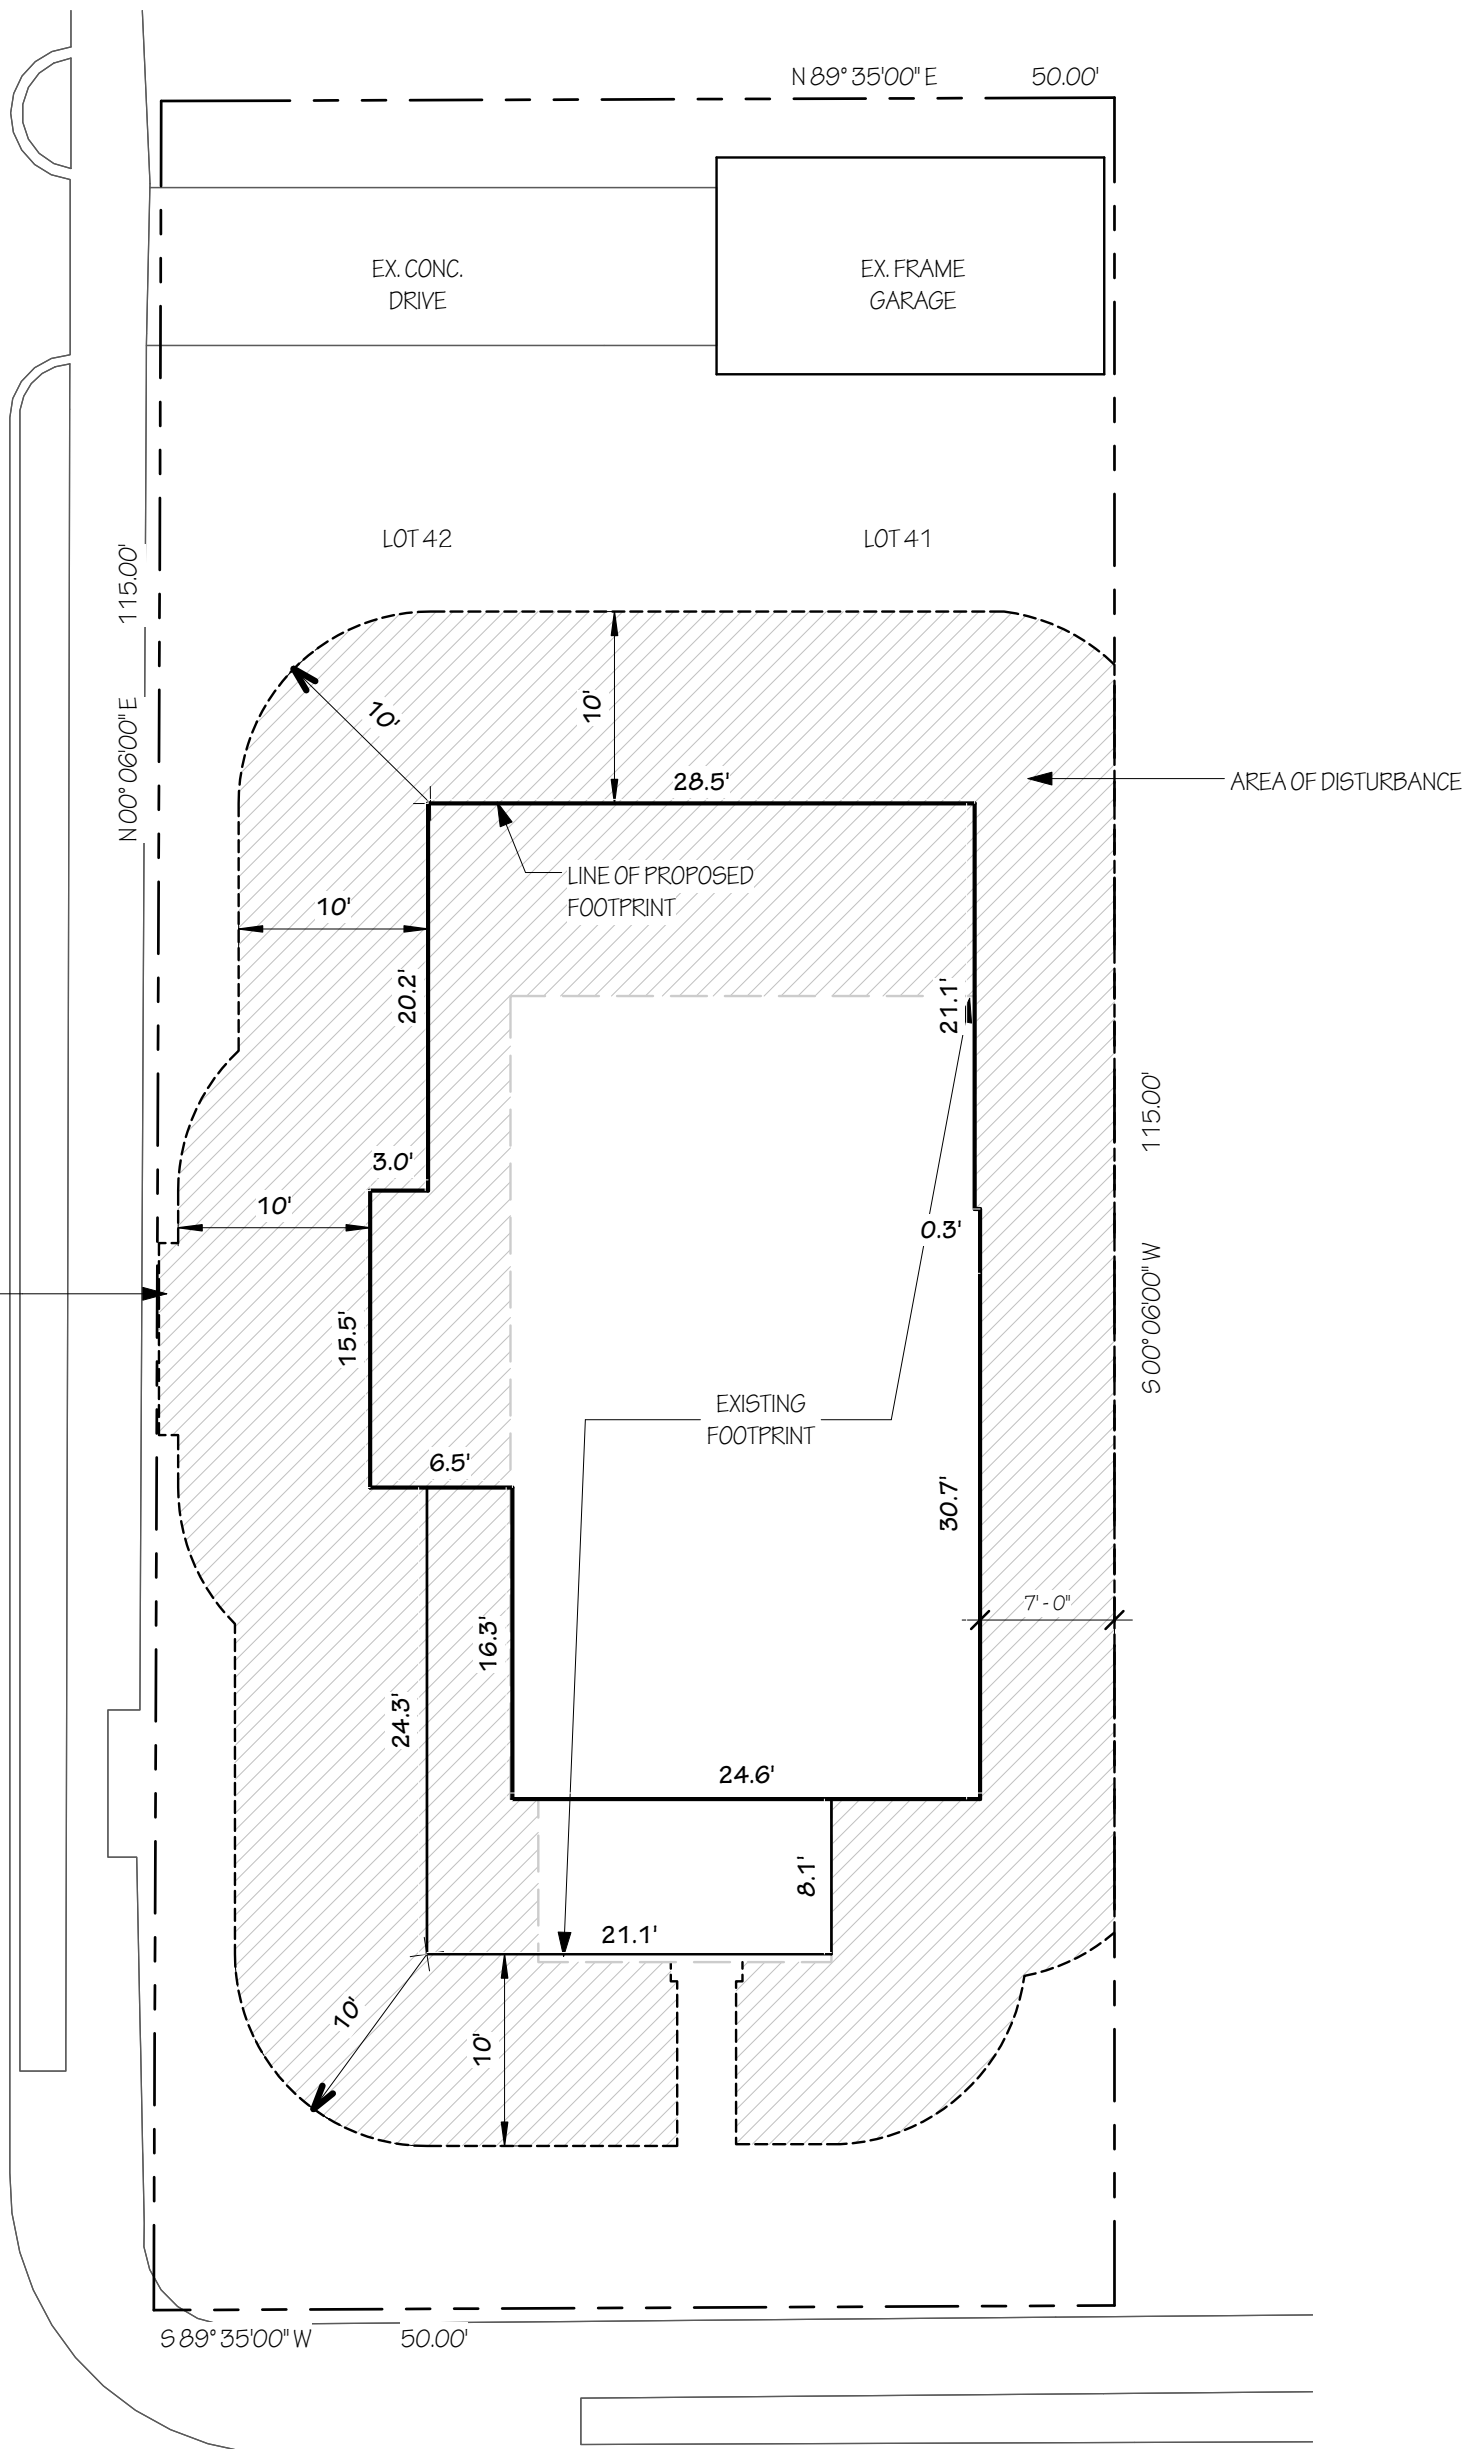 N 89° 35'00" E 50.00'
EX. CONC.
DRIVE
EX. FRAME
GARAGE
LOT 42
LOT 41
N 00° 06'00" E 115.00'
10'
10'
28.5'
AREA OF DISTURBANCE
LINE OF PROPOSED
FOOTPRINT
10'
20.2'
21.1'
115.00'
3.0'
10'
0.3'
15.5'
S 00° 06'00" W
EXISTING
FOOTPRINT
6.5'
30.7'
7' - 0"
16.3'
24.3'
24.6'
8.1'
21.1'
10'
10'
S 89° 35'00" W 50.00'